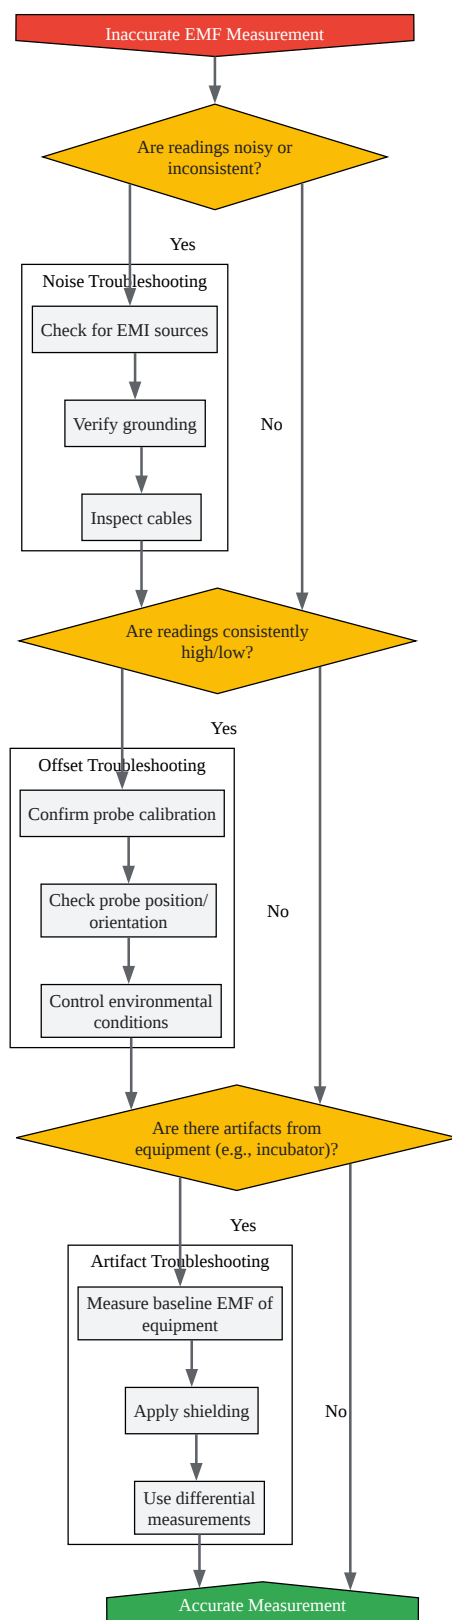 Inaccurate EMF Measurement
Are readings noisy or
inconsistent?
Yes
Noise Troubleshooting
Check for EMI sources
Verify grounding
No
Inspect cables
Are readings consistently
high/low?
Yes
Offset Troubleshooting
Confirm probe calibration
Check probe position/
orientation
No
Control environmental
conditions
Are there artifacts from
equipment (e.g., incubator)?
Yes
Artifact Troubleshooting
Measure baseline EMF of
equipment
Apply shielding
No
Use differential
measurements
Accurate Measurement